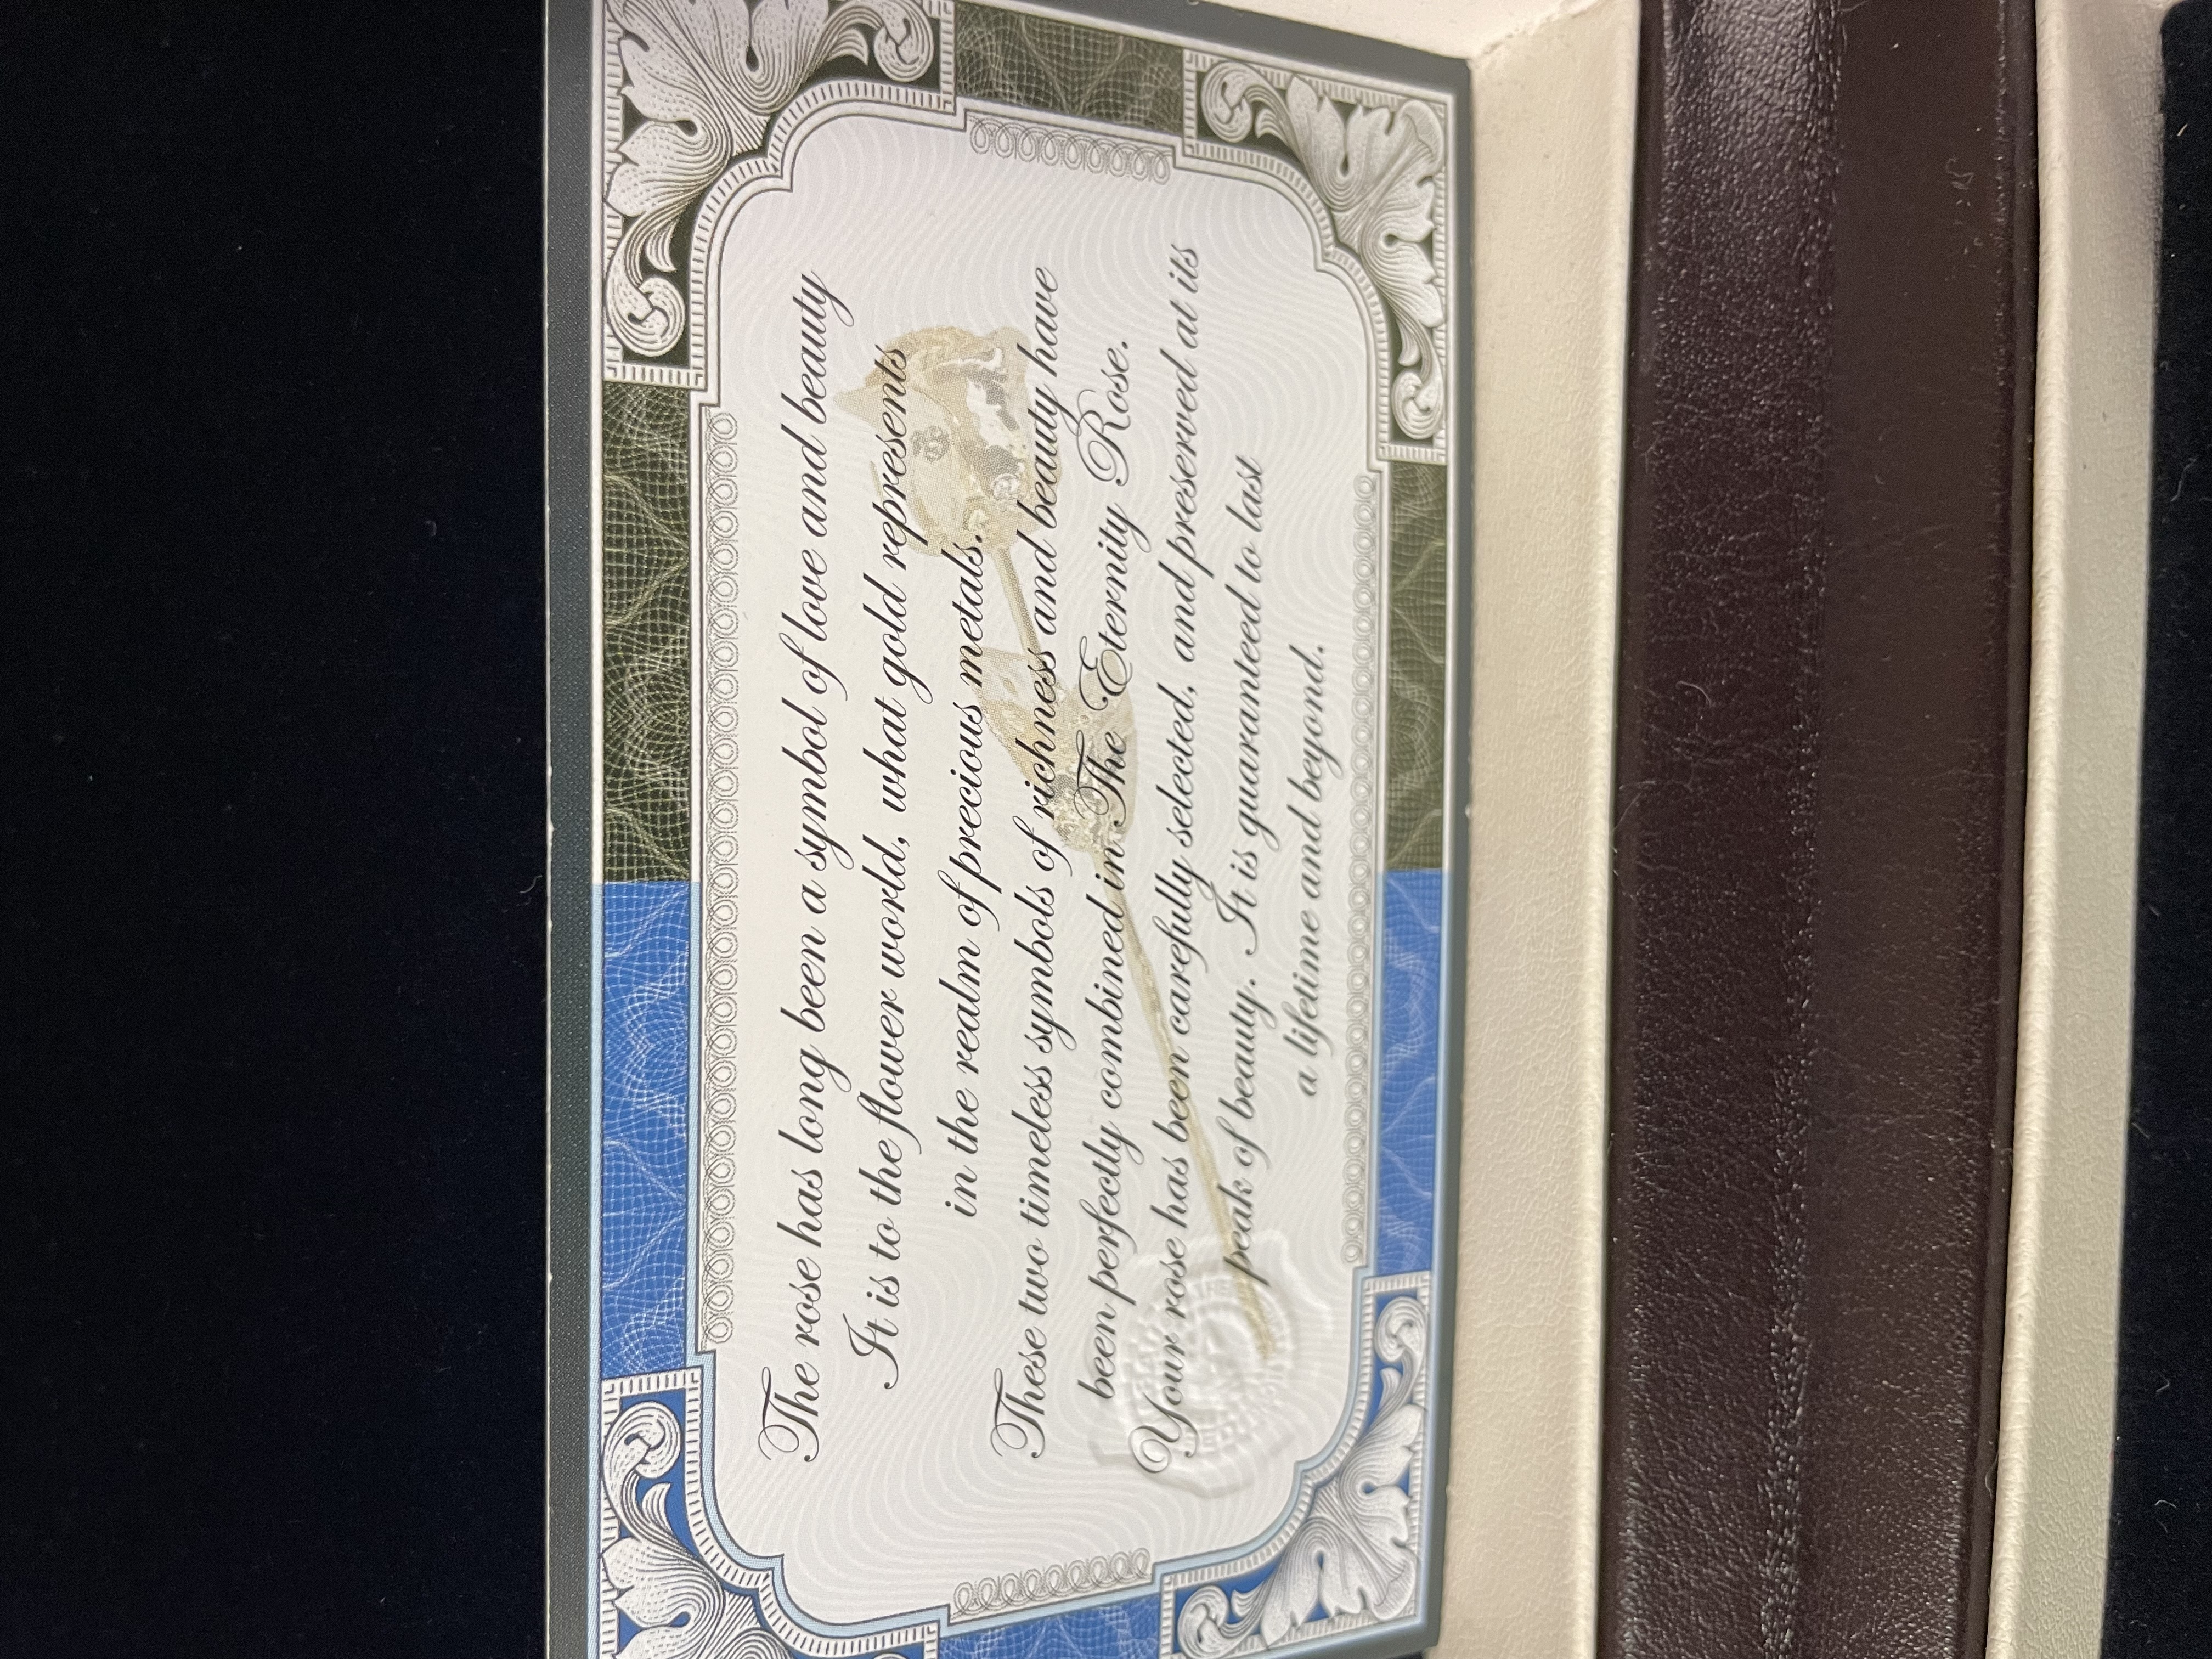 The rose has long been a symbol of love and beauty
It is to the flower world, what gold represents
in the realm of precious metals.
These two timeless symbols of richness and beauty have
been perfectly combined in The Eternity Rose.
Your rose has been carefully selected, and preserved at its
peak of beauty. It is guaranteed to last
a lifetime and beyond.